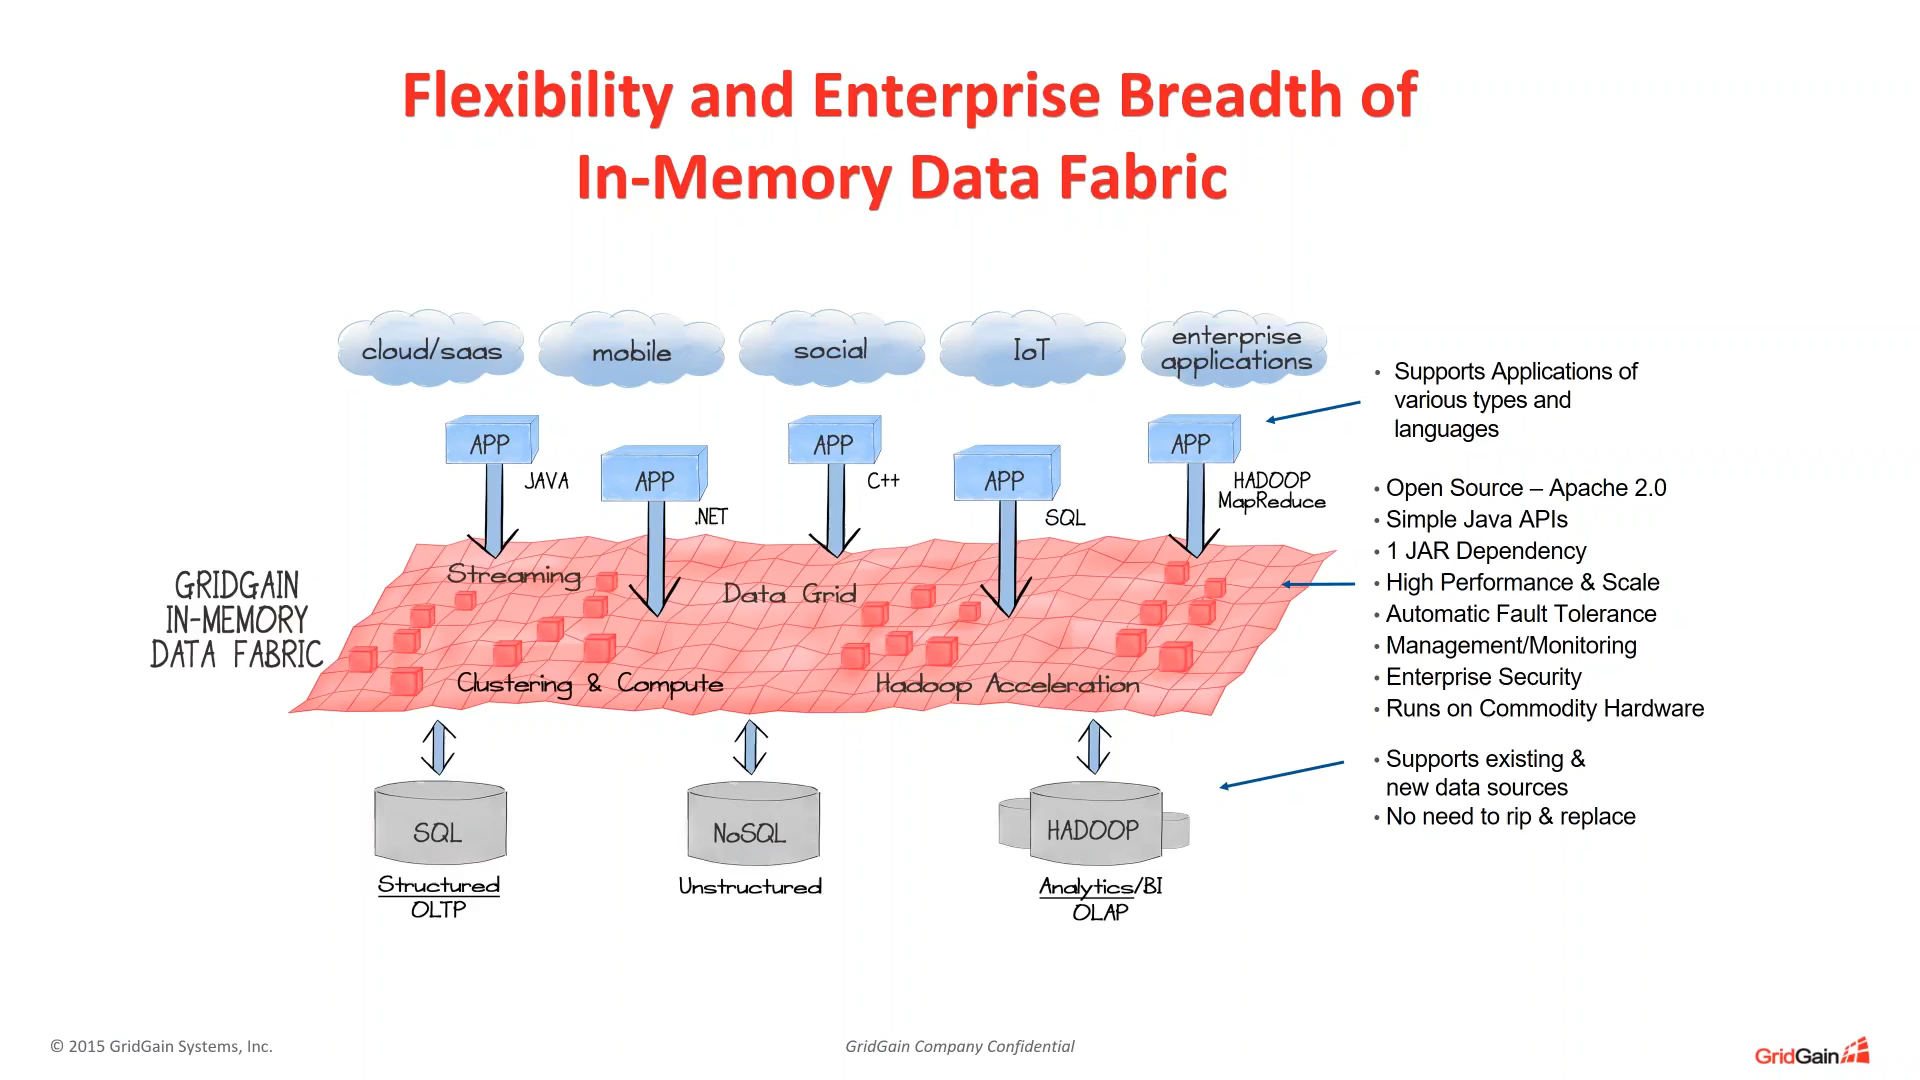 Flexibility and Enterprise Breadth of
In-Memory Data Fabric
cloud/saas
mobile
social
IoT
enterprise
applications
APP
JAVA
APP
.NET
APP
C++
APP
SQL
APP
HADOOP
MapReduce
GRIDGAIN
IN-MEMORY
DATA FABRIC
Streaming
Data Grid
Clustering & Compute
Hadoop Acceleration
SQL
Structured
OLTP
NoSQL
Unstructured
HADOOP
Analytics/BI
OLAP
• Supports Applications of
various types and
languages
• Open Source – Apache 2.0
• Simple Java APIs
• 1 JAR Dependency
• High Performance & Scale
• Automatic Fault Tolerance
• Management/Monitoring
• Enterprise Security
• Runs on Commodity Hardware
• Supports existing &
new data sources
• No need to rip & replace
© 2015 GridGain Systems, Inc.
GridGain Company Confidential
GridGain